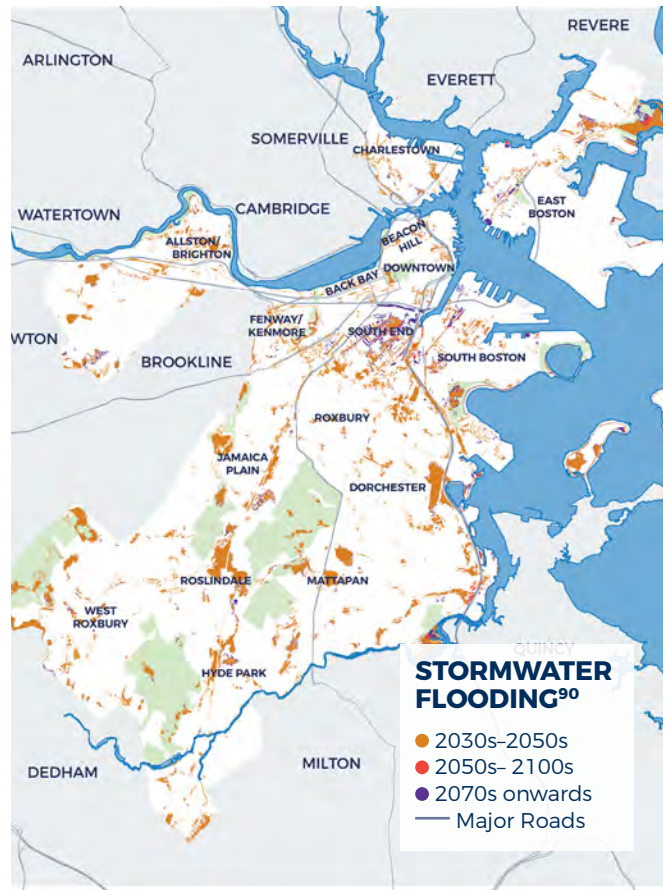 REVERE
ARLINGTON
EVERETT
SOMERVILLE
CHARLESTOWN
EAST
BOSTON
WATERTOWN
CAMBRIDGE
ALLSTON/
BRIGHTON
BEACON
HILL
DOWNTOWN
BACK BAY
FENWAY/
KENMORE
SOUTH END
WTON
BROOKLINE
SOUTH BOSTON
ROXBURY
JAMAICA
PLAIN
DORCHESTER
ROSLINDALE
MATTAPAN
WEST
ROXBURY
HYDE PARK
QUINCY
DEDHAM
MILTON
STORMWATER
FLOODING⁹⁰
2030s–2050s
2050s– 2100s
2070s onwards
Major Roads